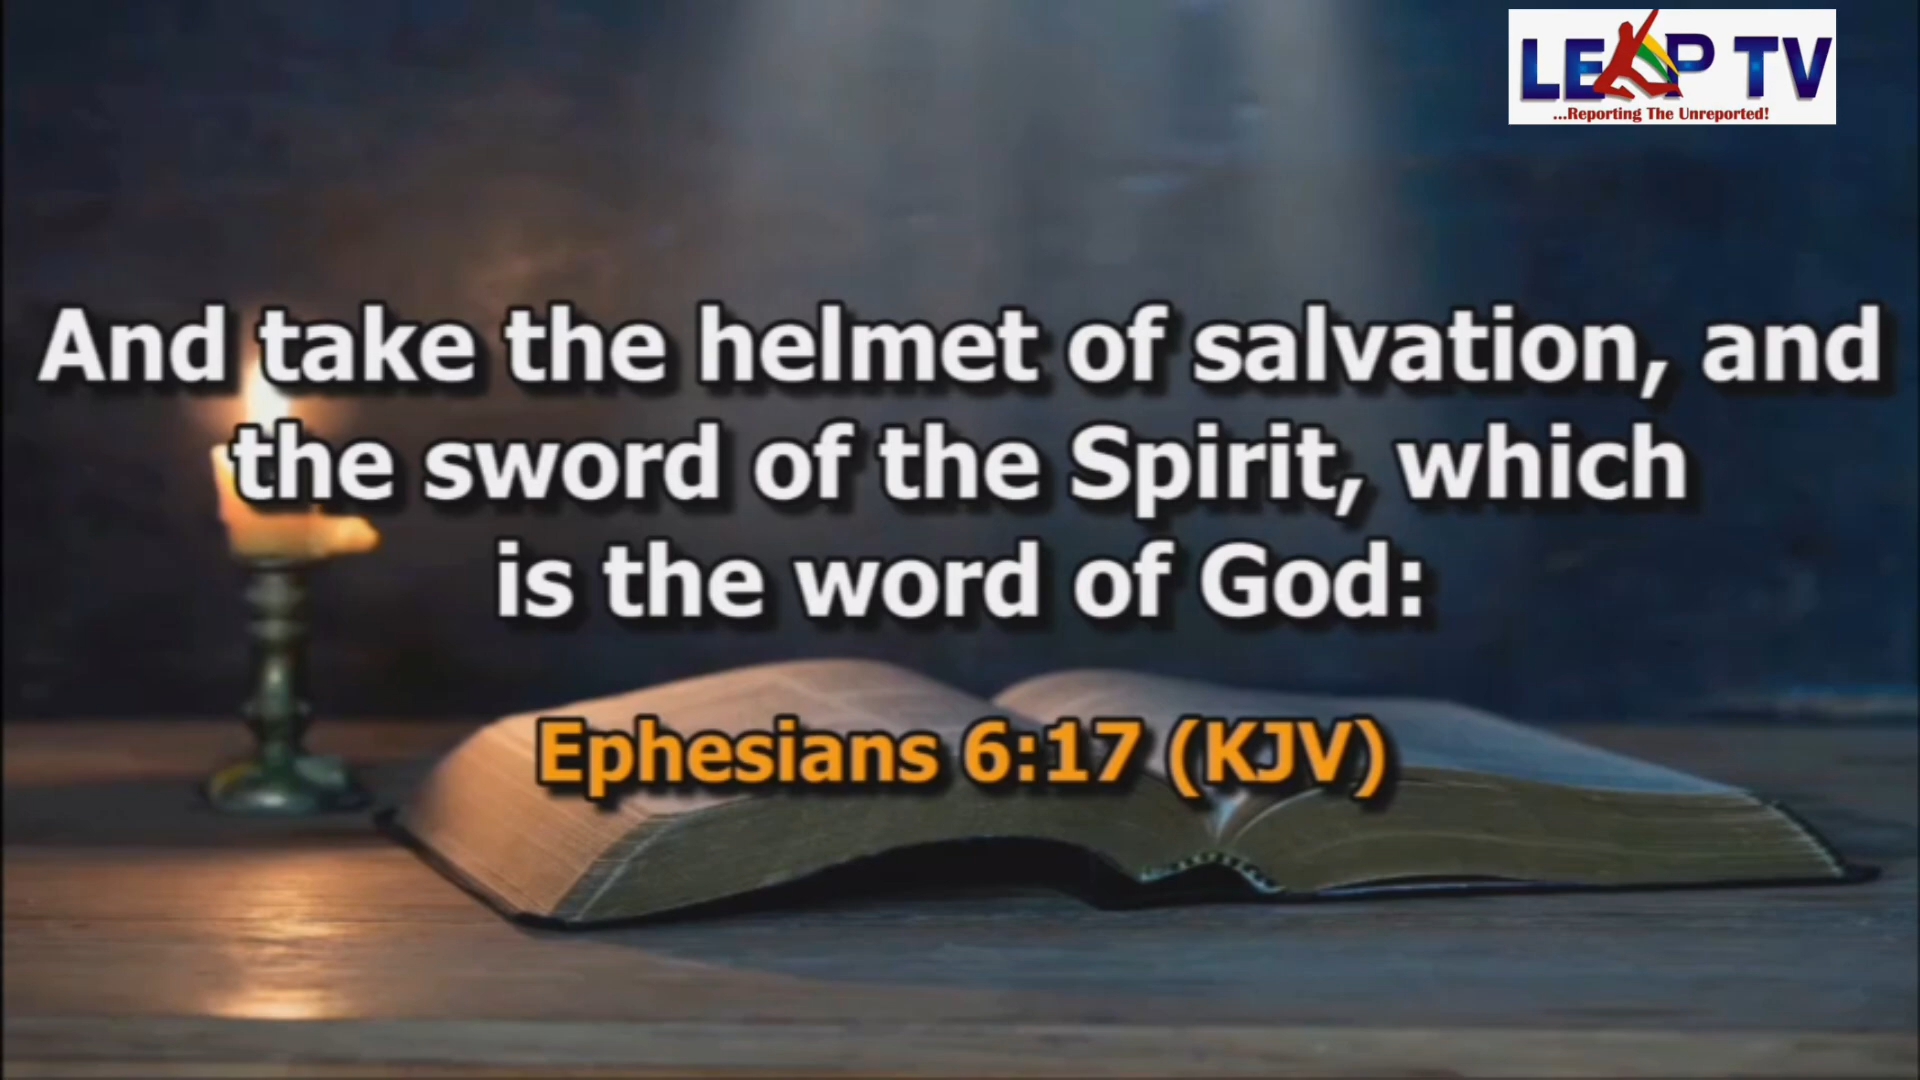 LEAP TV
...Reporting The Unreported!
And take the helmet of salvation, and
the sword of the Spirit, which
is the word of God:
Ephesians 6:17 (KJV)